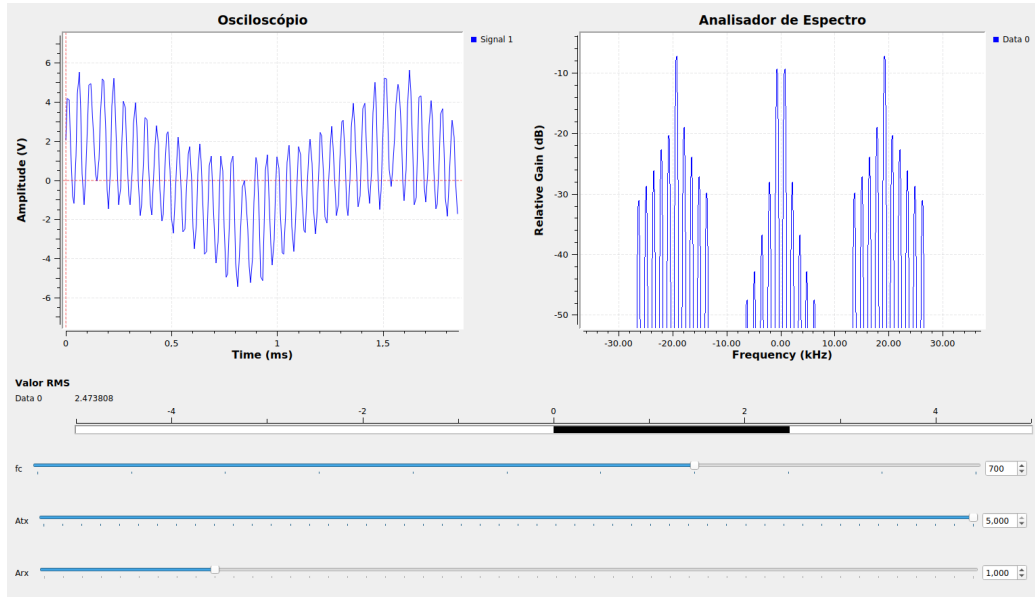 Osciloscópio
Signal 1
Amplitude (V)
6
4
2
0
-2
-4
-6
0
0.5
1
1.5
Time (ms)
Analisador de Espectro
Data 0
Relative Gain (dB)
-10
-20
-30
-40
-50
-30.00
-20.00
-10.00
0.00
10.00
20.00
30.00
Frequency (kHz)
Valor RMS
Data 0 2.473808
-4 -2 0 2 4
fc 700
Atx 5,000
Arx 1,000